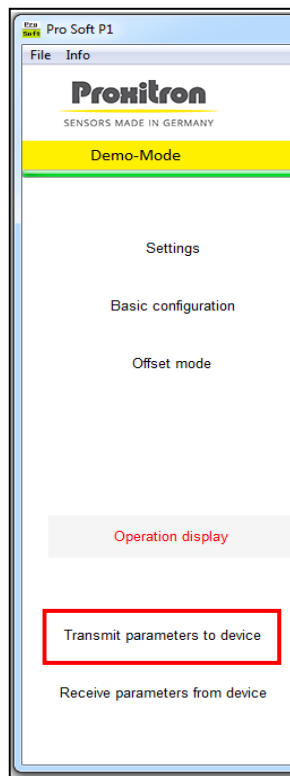 Pro
Soft
Pro Soft P1
File Info
Proxitron
SENSORS MADE IN GERMANY
Demo-Mode
Settings
Basic configuration
Offset mode
Operation display
Transmit parameters to device
Receive parameters from device